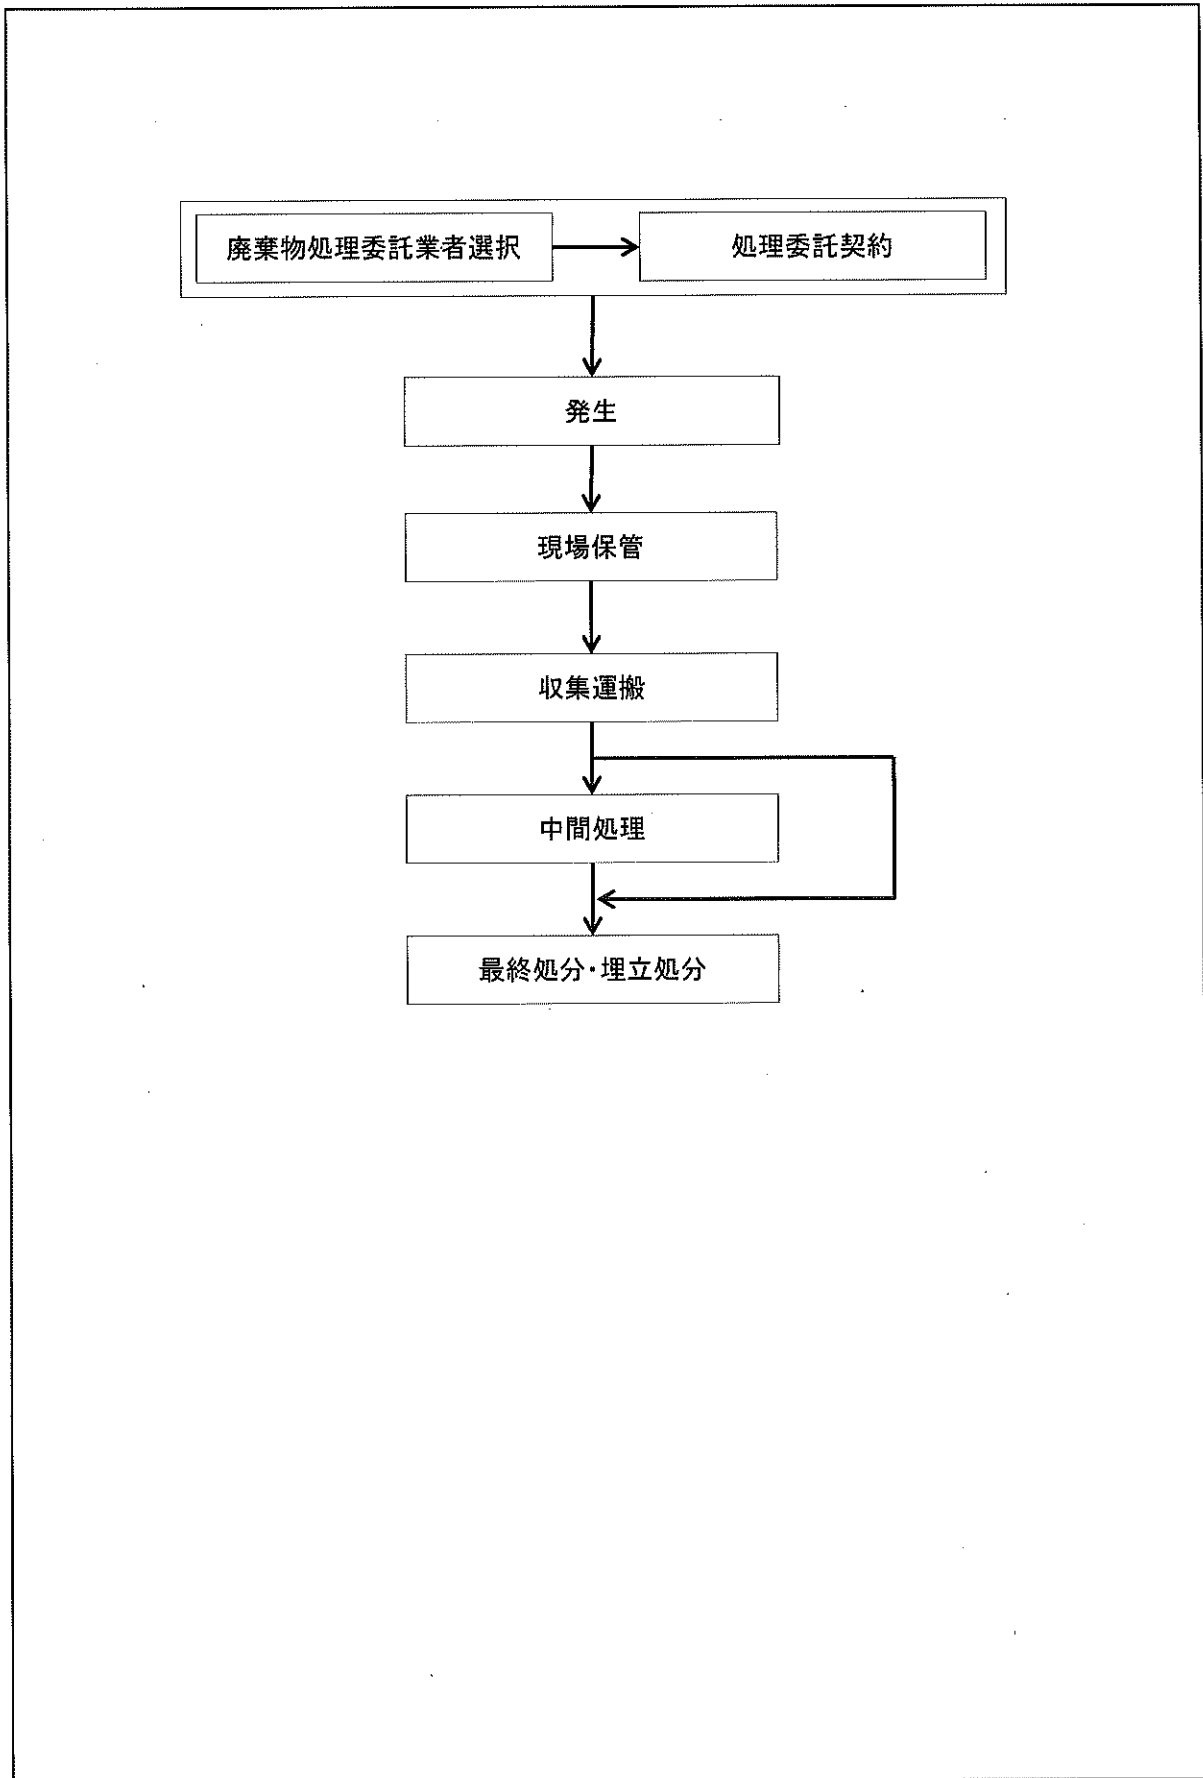 廃棄物処理委託業者選択
処理委託契約
発生
現場保管
収集運搬
中間処理
最終処分・埋立処分